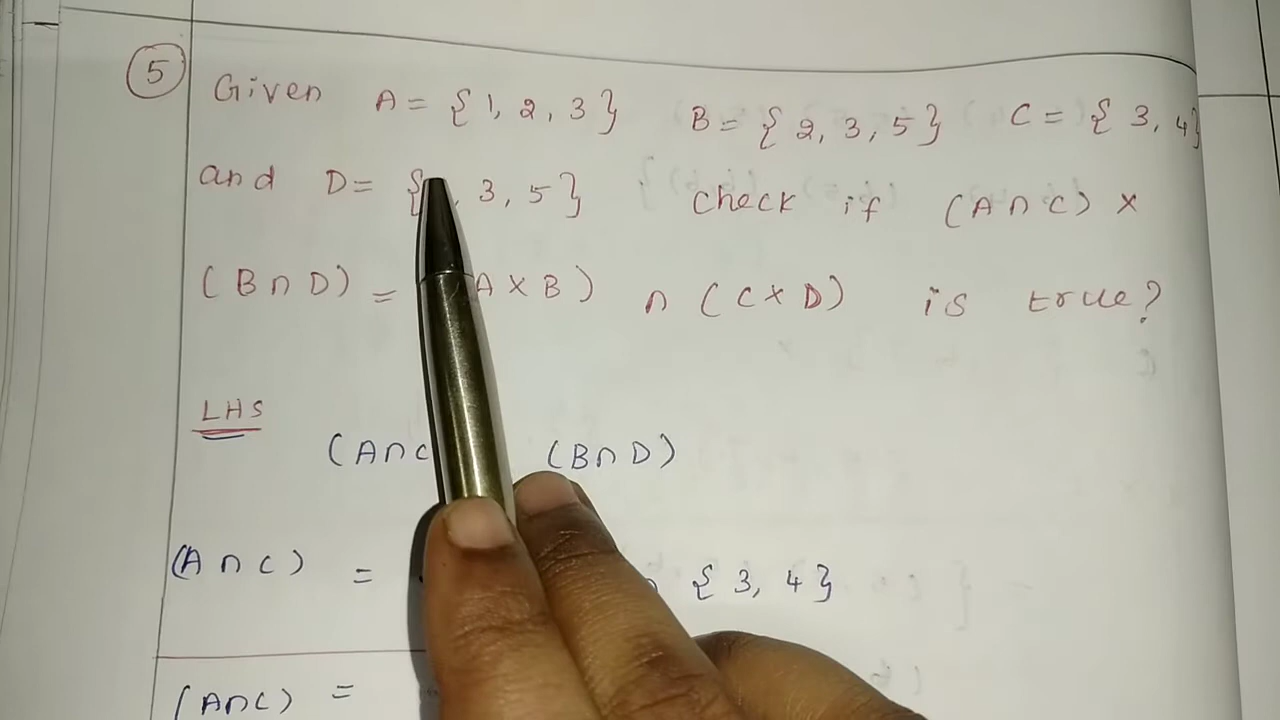 5 Given A = {1, 2, 3} B = {2, 3, 5} C = {3, 4}
and D = { , 3, 5} check if (A∩C) ×
(B∩D) = A×B) ∩ (C×D) is true?
LHS
(A∩C (B∩D)
(A∩C) = {3, 4}
(A∩C) =